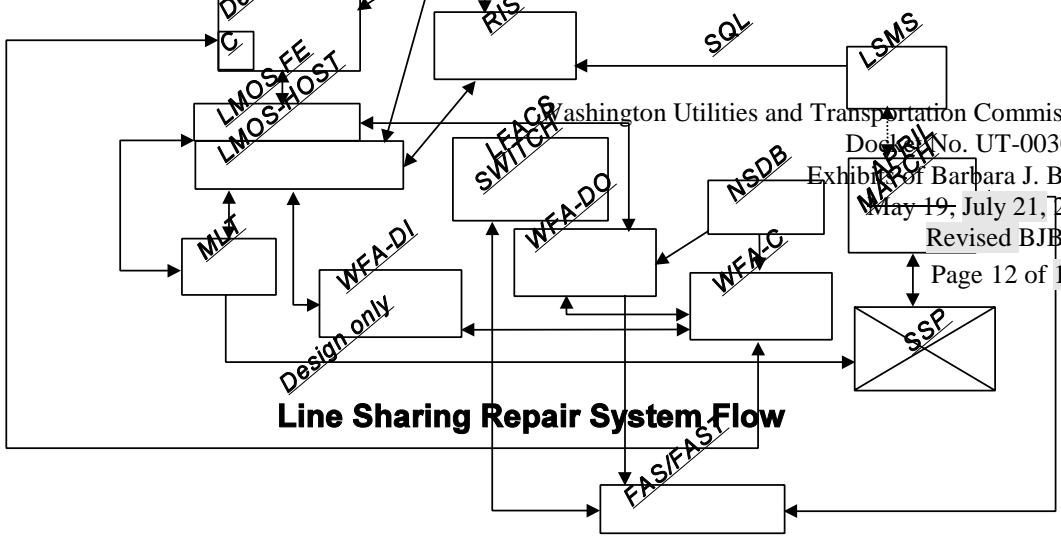 C
RIS
SQL
LSMS
LMOS FE
LMOS-HOST
LFACS
SWITCH
Washington Utilities and Transportation Commis
Docket No. UT-003
Exhibits of Barbara J. B
May 19, July 21, 2
Revised BJB
Page 12 of 1
APRIL
MARCH
NSDB
WFA-DO
MLT
WFA-DI
WFA-C
Design only
SSP
Line Sharing Repair System Flow
FAS/FAST